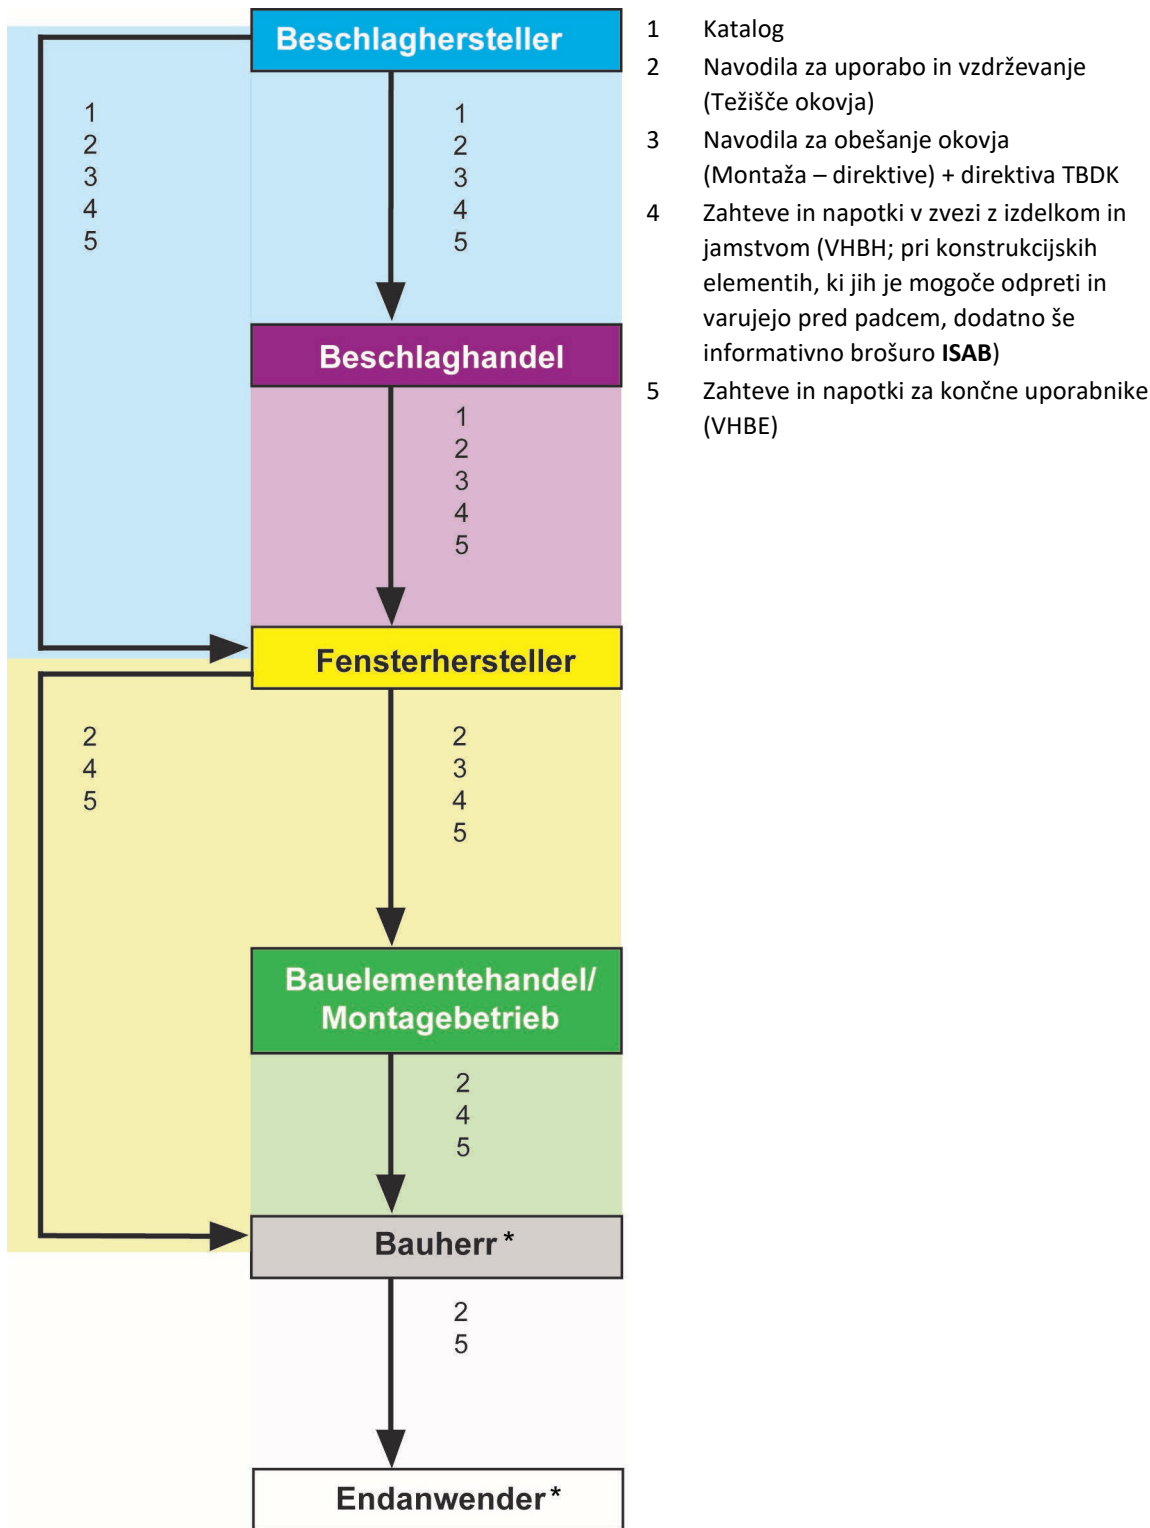 Beschlaghersteller
1
2
3
4
5
1
2
3
4
5
Beschlaghandel
1
2
3
4
5
Fensterhersteller
2
4
5
2
3
4
5
Bauelementehandel/
Montagebetrieb
2
4
5
Bauherr *
2
5
Endanwender *
1 Katalog
2 Navodila za uporabo in vzdrževanje
(Težišče okovja)
3 Navodila za obešanje okovja
(Montaža – direktive) + direktiva TBDK
4 Zahteve in napotki v zvezi z izdelkom in
jamstvom (VHBH; pri konstrukcijskih
elementih, ki jih je mogoče odpreti in
varujejo pred padcem, dodatno še
informativno brošuro ISAB)
5 Zahteve in napotki za končne uporabnike
(VHBE)